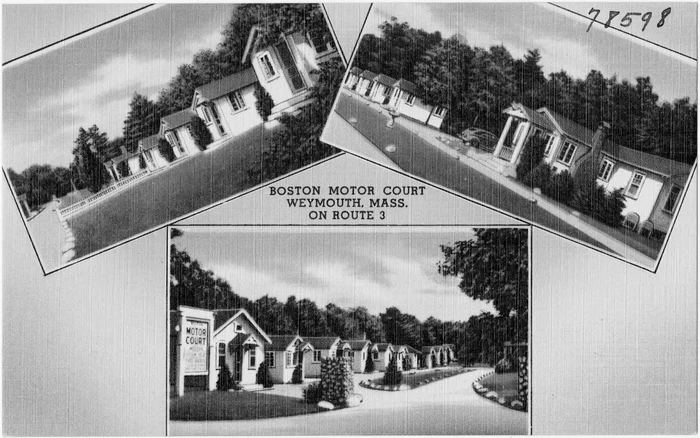 78598
BOSTON MOTOR COURT
WEYMOUTH, MASS.
ON ROUTE 3
MOTOR
COURT